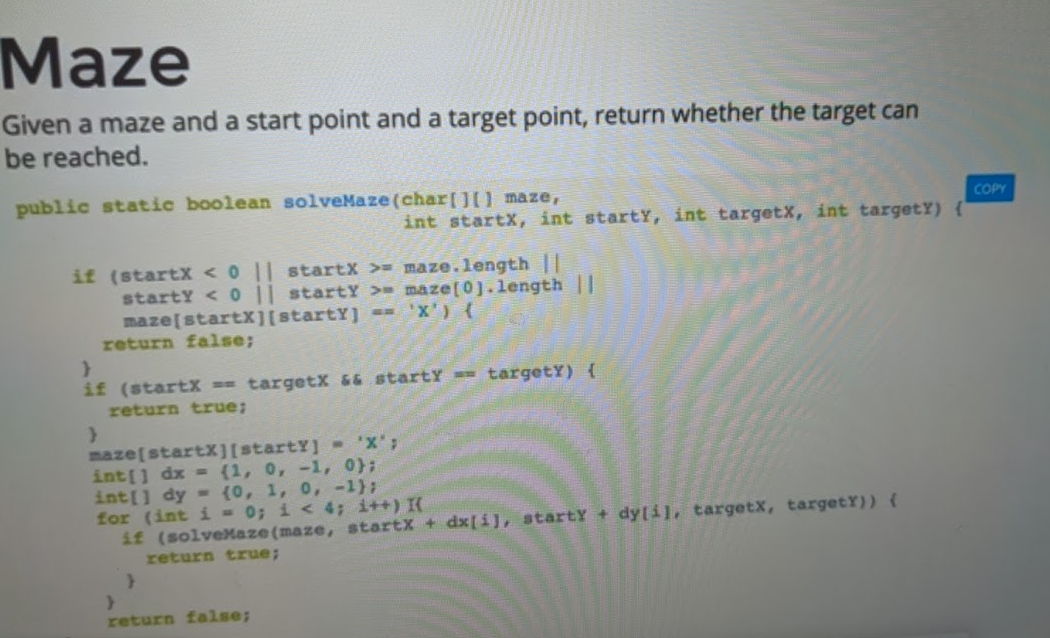 Maze
Given a maze and a start point and a target point, return whether the target can
be reached.
COPY
public static boolean solveMaze(char[][] maze,
int startX, int startY, int targetX, int targetY) {
if (startX < 0 || startX >= maze.length ||
startY < 0 || startY >= maze[0].length ||
maze[startX][startY] == 'X') {
return false;
}
if (startX == targetX && startY == targetY) {
return true;
}
maze[startX][startY] = 'X';
int[] dx = {1, 0, -1, 0};
int[] dy = {0, 1, 0, -1};
for (int i = 0; i < 4; i++) {
if (solveMaze(maze, startX + dx[i], startY + dy[i], targetX, targetY)) {
return true;
}
}
return false;